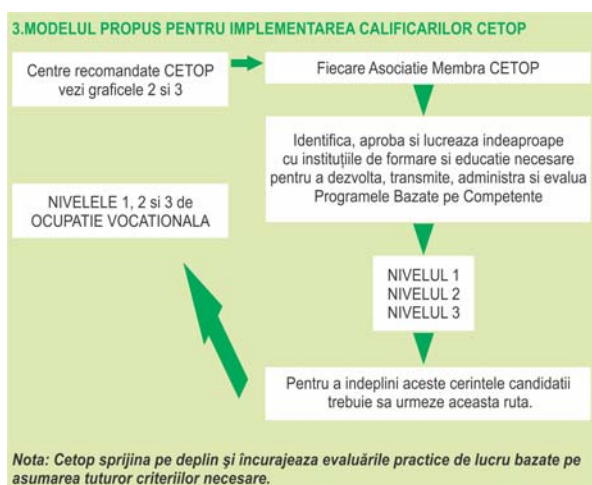 3.MODELUL PROPUS PENTRU IMPLEMENTAREA CALIFICARILOR CETOP
Centre recomandate CETOP
vezi graficele 2 si 3
Fiecare Asociatie Membra CETOP
Identifica, aproba si lucreaza indeaproape
cu instituțiile de formare si educatie necesare
pentru a dezvolta, transmite, administra si evalua
Programele Bazate pe Competente
NIVELELE 1, 2 si 3 de
OCUPATIE VOCATIONALA
NIVELUL 1
NIVELUL 2
NIVELUL 3
Pentru a indeplini aceste cerintele candidatii
trebuie sa urmeze aceasta ruta.
Nota: Cetop sprijina pe deplin şi încurajeaza evaluările practice de lucru bazate pe
asumarea tuturor criteriilor necesare.